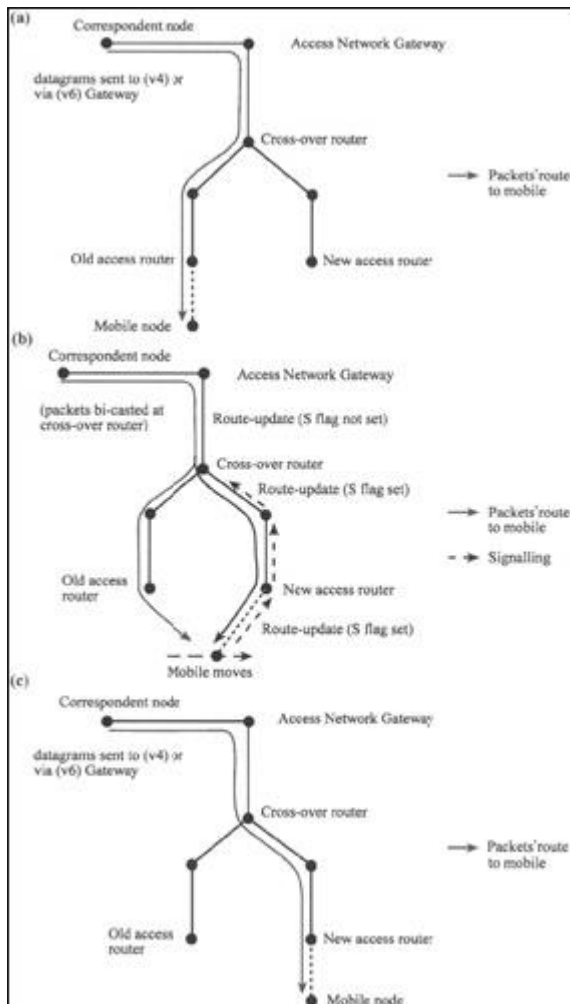 (a)
Correspondent node
Access Network Gateway
datagrams sent to (v4) or
via (v6) Gateway
Cross-over router
Packets' route
to mobile
Old access router
New access router
Mobile node
(b)
Correspondent node
Access Network Gateway
(packets bi-casted at
cross-over router)
Route-update (S flag not set)
Cross-over router
Route-update (S flag set)
Packets' route
to mobile
Signalling
Old access
router
New access router
Route-update (S flag set)
Mobile moves
(c)
Correspondent node
Access Network Gateway
datagrams sent to (v4) or
via (v6) Gateway
Cross-over router
Packets' route
to mobile
Old access
router
New access router
Mobile node